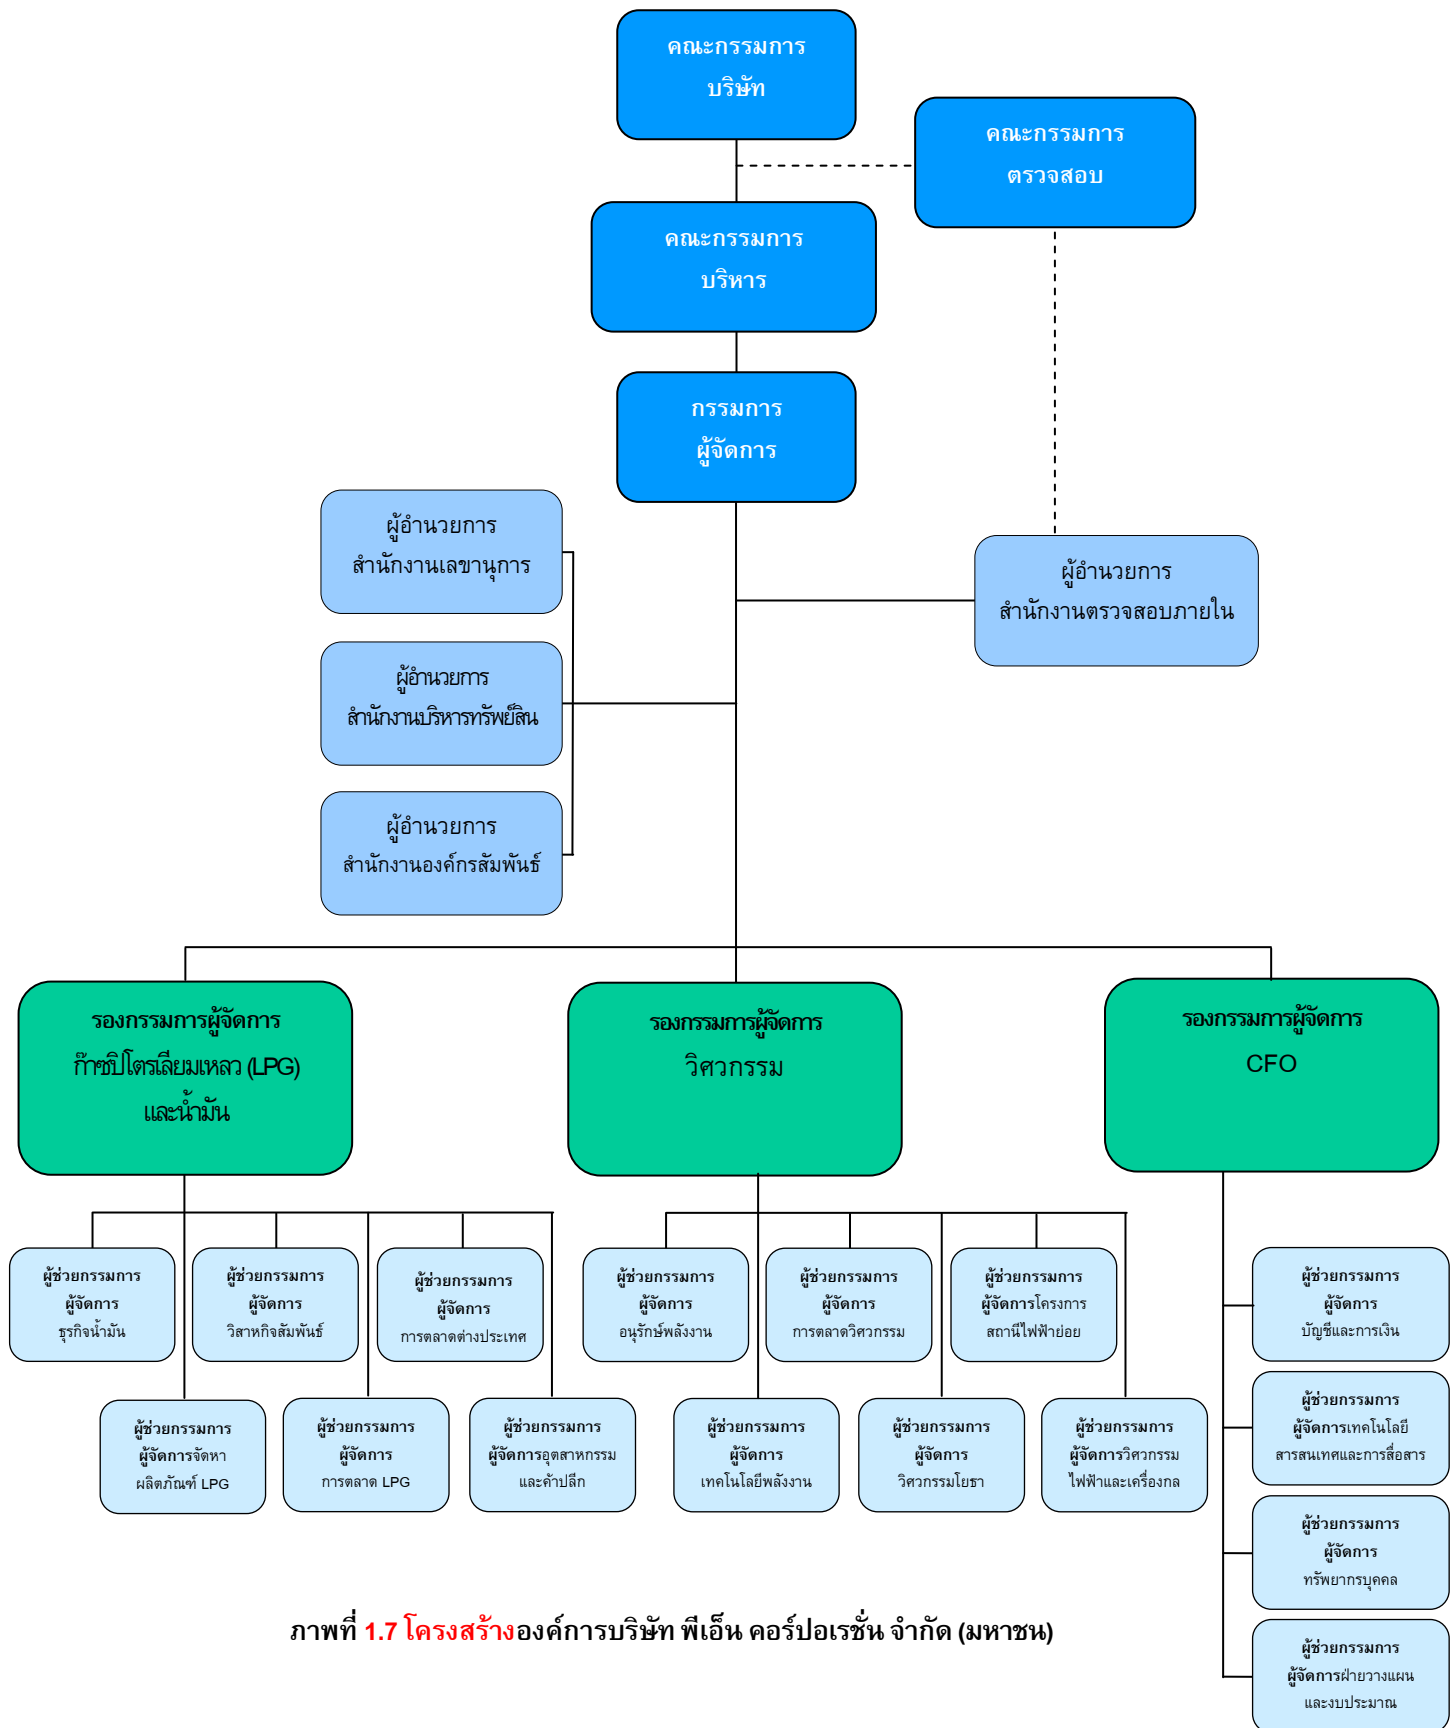 คณะกรรมการ
บริษัท
คณะกรรมการ
ตรวจสอบ
คณะกรรมการ
บริหาร
กรรมการ
ผู้จัดการ
ผู้อำนวยการ
สำนักงานเลขานุการ
ผู้อำนวยการ
สำนักงานตรวจสอบภายใน
ผู้อำนวยการ
สำนักงานบริหารทรัพย์สิน
ผู้อำนวยการ
สำนักงานองค์กรสัมพันธ์
รองกรรมการผู้จัดการ
ก๊าซปิโตรเลียมเหลว (LPG)
และน้ำมัน
รองกรรมการผู้จัดการ
วิศวกรรม
รองกรรมการผู้จัดการ
CFO
ผู้ช่วยกรรมการ
ผู้จัดการ
ธุรกิจน้ำมัน
ผู้ช่วยกรรมการ
ผู้จัดการ
วิสาหกิจสัมพันธ์
ผู้ช่วยกรรมการ
ผู้จัดการ
การตลาดต่างประเทศ
ผู้ช่วยกรรมการ
ผู้จัดการ
อนุรักษ์พลังงาน
ผู้ช่วยกรรมการ
ผู้จัดการ
การตลาดวิศวกรรม
ผู้ช่วยกรรมการ
ผู้จัดการโครงการ
สถานีไฟฟ้าย่อย
ผู้ช่วยกรรมการ
ผู้จัดการ
บัญชีและการเงิน
ผู้ช่วยกรรมการ
ผู้จัดการจัดหา
ผลิตภัณฑ์ LPG
ผู้ช่วยกรรมการ
ผู้จัดการ
การตลาด LPG
ผู้ช่วยกรรมการ
ผู้จัดการอุตสาหกรรม
และค้าปลีก
ผู้ช่วยกรรมการ
ผู้จัดการ
เทคโนโลยีพลังงาน
ผู้ช่วยกรรมการ
ผู้จัดการ
วิศวกรรมโยธา
ผู้ช่วยกรรมการ
ผู้จัดการวิศวกรรม
ไฟฟ้าและเครื่องกล
ผู้ช่วยกรรมการ
ผู้จัดการเทคโนโลยี
สารสนเทศและการสื่อสาร
ผู้ช่วยกรรมการ
ผู้จัดการ
ทรัพยากรบุคคล
ผู้ช่วยกรรมการ
ผู้จัดการฝ่ายวางแผน
และงบประมาณ
ภาพที่ 1.7 โครงสร้างองค์การบริษัท พีเอ็น คอร์ปอเรชั่น จำกัด (มหาชน)